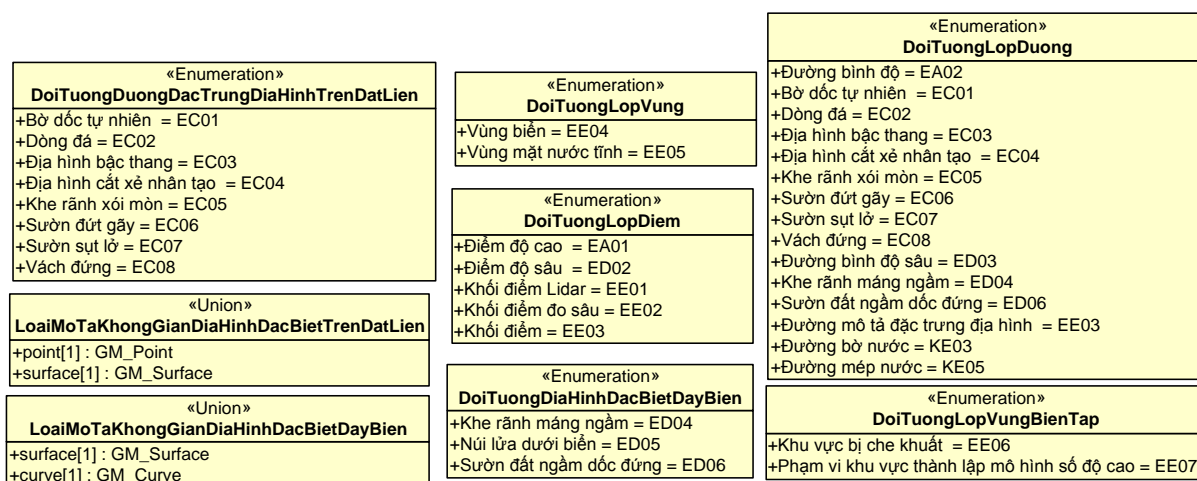 «Enumeration»
DoiTuongDuongDacTrungDiaHinhTrenDatLien
+Bờ dốc tự nhiên = EC01
+Dòng đá = EC02
+Địa hình bậc thang = EC03
+Địa hình cắt xẻ nhân tạo = EC04
+Khe rãnh xói mòn = EC05
+Sườn đứt gãy = EC06
+Sườn sụt lở = EC07
+Vách đứng = EC08
«Union»
LoaiMoTaKhongGianDiaHinhDacBietTrenDatLien
+point[1] : GM_Point
+surface[1] : GM_Surface
«Union»
LoaiMoTaKhongGianDiaHinhDacBietDayBien
+surface[1] : GM_Surface
+curve[1] : GM_Curve
«Enumeration»
DoiTuongLopVung
+Vùng biển = EE04
+Vùng mặt nước tĩnh = EE05
«Enumeration»
DoiTuongLopDiem
+Điểm độ cao = EA01
+Điểm độ sâu = ED02
+Khối điểm Lidar = EE01
+Khối điểm đo sâu = EE02
+Khối điểm = EE03
«Enumeration»
DoiTuongDiaHinhDacBietDayBien
+Khe rãnh máng ngầm = ED04
+Núi lửa dưới biển = ED05
+Sườn đất ngầm dốc đứng = ED06
«Enumeration»
DoiTuongLopDuong
+Đường bình độ = EA02
+Bờ dốc tự nhiên = EC01
+Dòng đá = EC02
+Địa hình bậc thang = EC03
+Địa hình cắt xẻ nhân tạo = EC04
+Khe rãnh xói mòn = EC05
+Sườn đứt gãy = EC06
+Sườn sụt lở = EC07
+Vách đứng = EC08
+Đường bình độ sâu = ED03
+Khe rãnh máng ngầm = ED04
+Sườn đất ngầm dốc đứng = ED06
+Đường mô tả đặc trưng địa hình = EE03
+Đường bờ nước = KE03
+Đường mép nước = KE05
«Enumeration»
DoiTuongLopVungBienTap
+Khu vực bị che khuất = EE06
+Phạm vi khu vực thành lập mô hình số độ cao = EE07